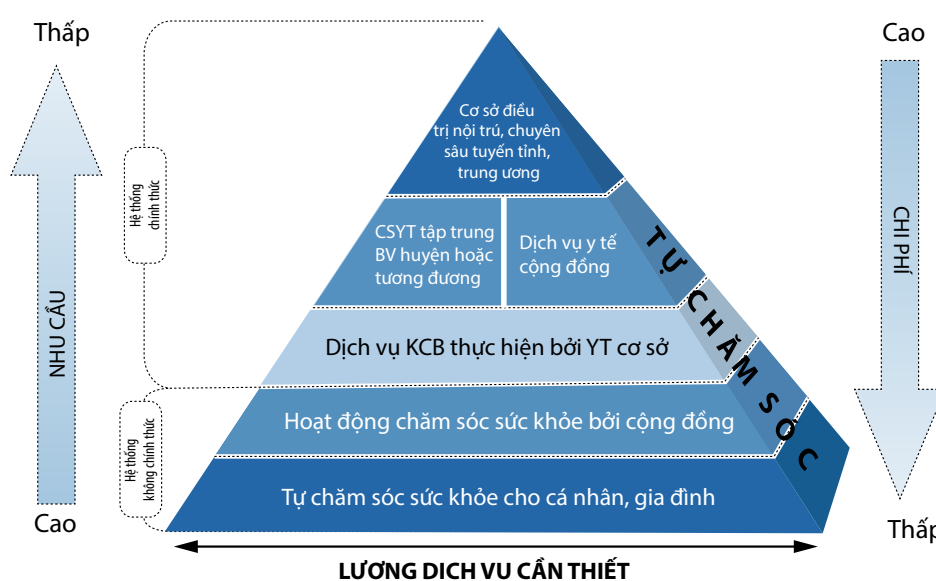 Thấp
Cao
Cơ sở điều
trị nội trú, chuyên
sâu tuyến tỉnh,
trung ương
Hệ thống
chính thức
CSYT tập trung
BV huyện hoặc
tương đương
Dịch vụ y tế
cộng đồng
TỰ CHĂM SÓC
CHI PHÍ
NHU CẦU
Dịch vụ KCB thực hiện bởi YT cơ sở
Hoạt động chăm sóc sức khỏe bởi cộng đồng
Hệ thống
không chính thức
Tự chăm sóc sức khỏe cho cá nhân, gia đình
Cao
Thấp
LƯỢNG DỊCH VỤ CẦN THIẾT